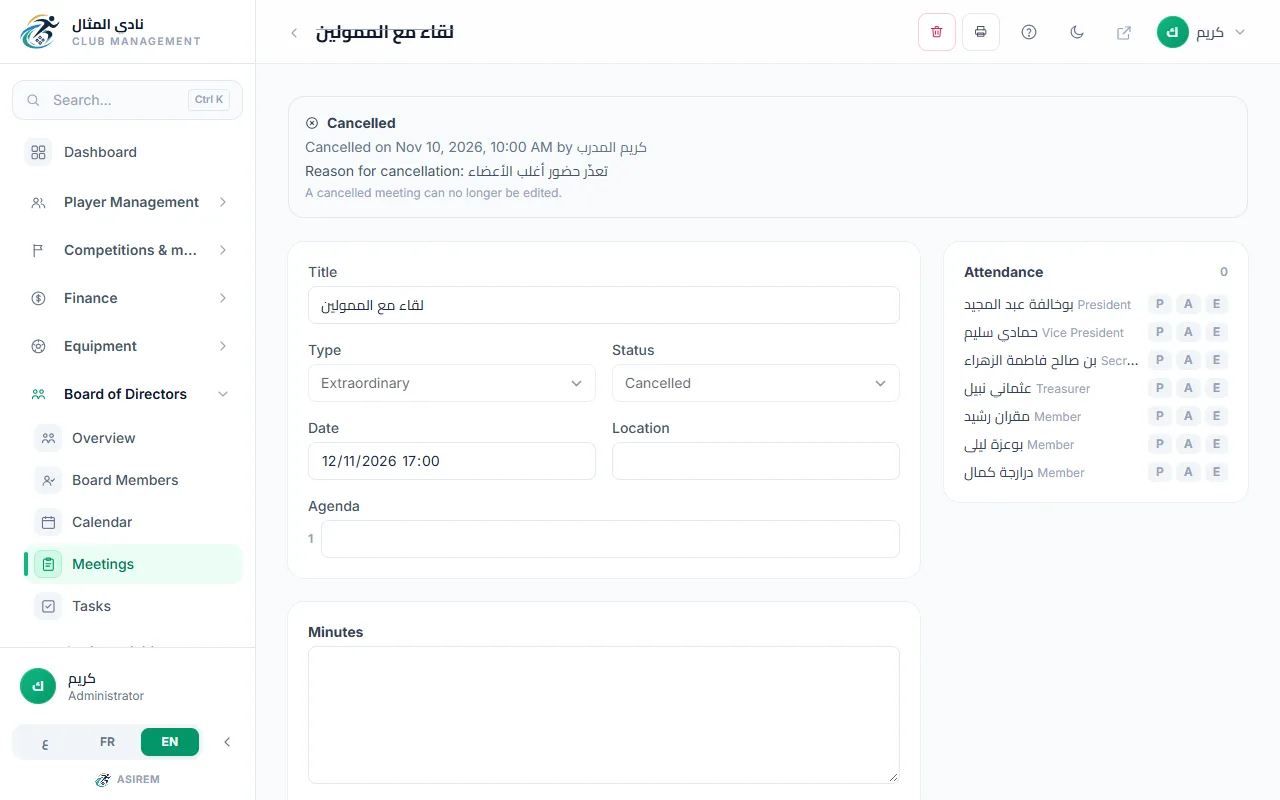 نادي المثال
CLUB MANAGEMENT
Search...
Ctrl K
Dashboard
Player Management
Competitions & m...
Finance
Equipment
Board of Directors
Overview
Board Members
Calendar
Meetings
Tasks
ك
كريم
Administrator
ع
FR
EN
ASIREM
لقاء مع الممولين
ك
كريم
Cancelled
Cancelled on Nov 10, 2026, 10:00 AM by كريم المدرب
Reason for cancellation: تعذّر حضور أغلب الأعضاء
A cancelled meeting can no longer be edited.
Title
لقاء مع الممولين
Type
Status
Extraordinary
Cancelled
Date
Location
12/11/2026 17:00
Agenda
1
Minutes
Attendance
0
بوخالفة عبد المجيد President P A E
حمادي سليم Vice President P A E
بن صالح فاطمة الزهراء Secr... P A E
عثماني نبيل Treasurer P A E
مقران رشيد Member P A E
بوعزة ليلى Member P A E
درارجة كمال Member P A E